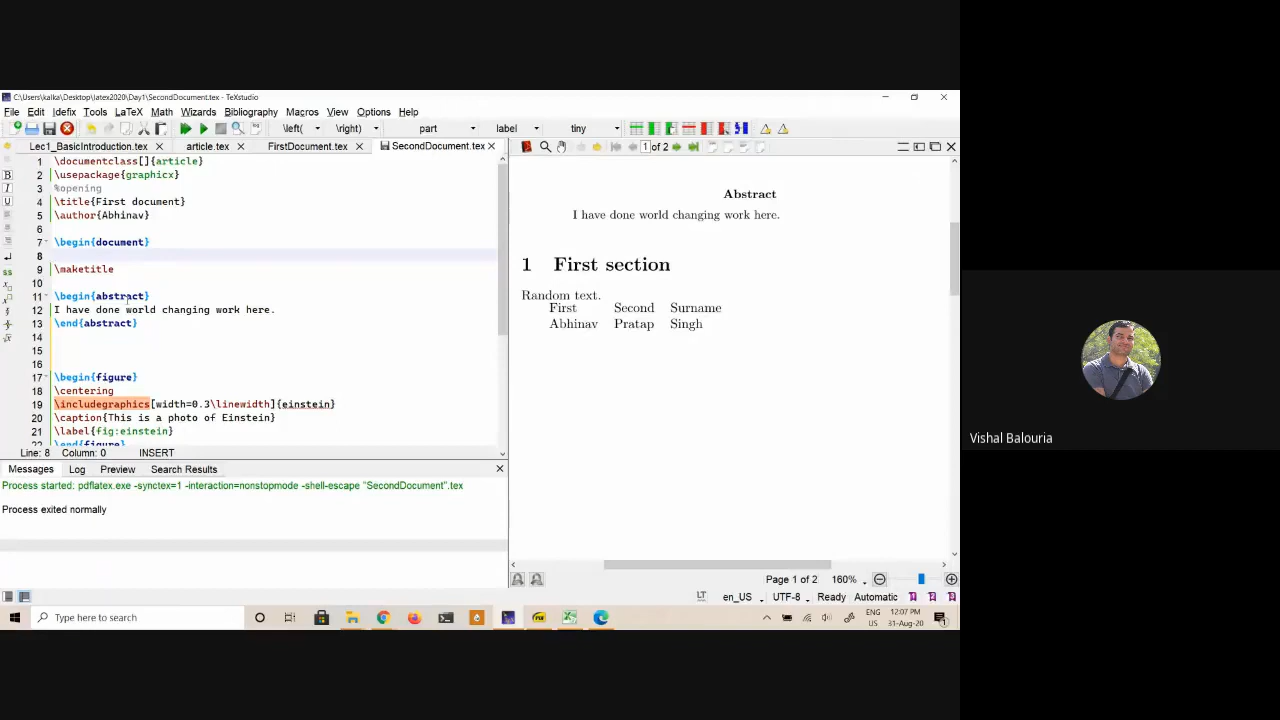 C:\Users\kalka\Desktop\latex2020\Day1\SecondDocument.tex - TeXstudio
File Edit Idefix Tools LaTeX Math Wizards Bibliography Macros View Options Help
\left( \right) part label tiny
Lec1_BasicIntroduction.tex article.tex FirstDocument.tex SecondDocument.tex
1 of 2
1 \documentclass[]{article}
2 \usepackage{graphicx}
3 %opening
4 \title{First document}
5 \author{Abhinav}
6
7 \begin{document}
8
9 \maketitle
10
11 \begin{abstract}
12 I have done world changing work here.
13 \end{abstract}
14
15
16
17 \begin{figure}
18 \centering
19 \includegraphics[width=0.3\linewidth]{einstein}
20 \caption{This is a photo of Einstein}
21 \label{fig:einstein}
22 \end{figure}
Line: 8 Column: 0 INSERT
Messages Log Preview Search Results
Process started: pdflatex.exe -synctex=1 -interaction=nonstopmode -shell-escape "SecondDocument".tex
Process exited normally
Abstract
I have done world changing work here.
1 First section
Random text.
First Second Surname
Abhinav Pratap Singh
Page 1 of 2 160%
en_US UTF-8 Ready Automatic
Type here to search
ENG
US
12:07 PM
31-Aug-20
Vishal Balouria